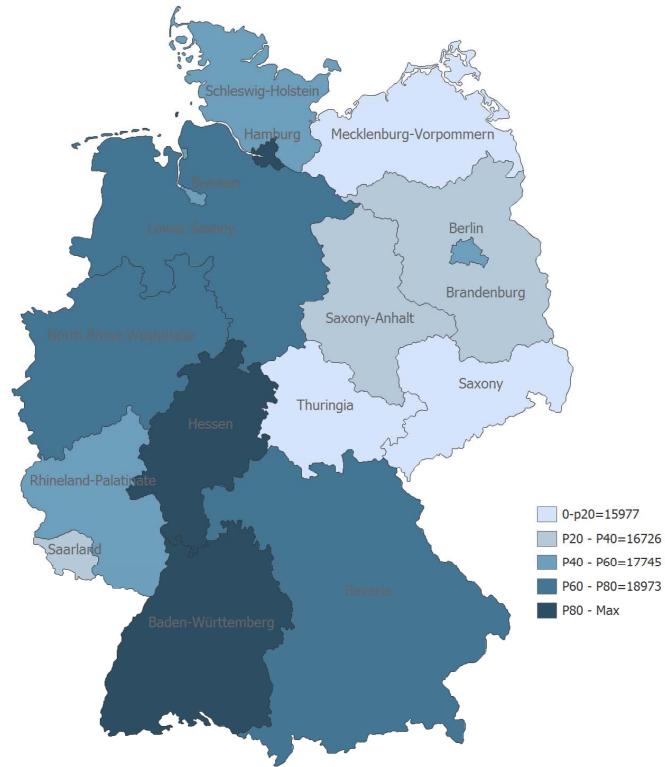 Schleswig-Holstein
Hamburg
Mecklenburg-Vorpommern
Bremen
Lower Saxony
Berlin
Brandenburg
Saxony-Anhalt
North Rhine-Westphalia
Saxony
Thuringia
Hessen
Rhineland-Palatinate
Saarland
Bavaria
Baden-Württemberg
0-p20=15977
P20 - P40=16726
P40 - P60=17745
P60 - P80=18973
P80 - Max